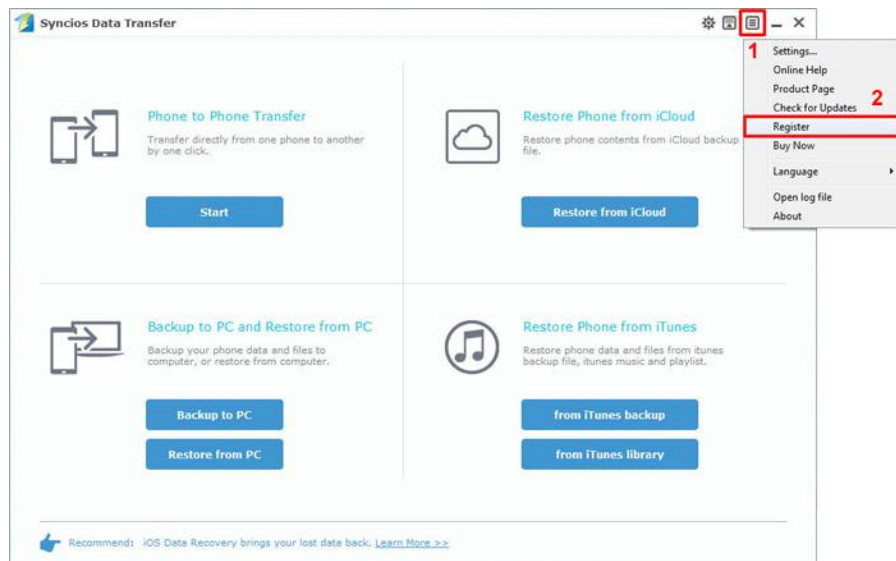 Syncios Data Transfer
1
Settings...
Online Help
Product Page
Check for Updates
2
Register
Buy Now
Language
Open log file
About
Phone to Phone Transfer
Transfer directly from one phone to another
by one click.
Start
Restore Phone from iCloud
Restore phone contents from iCloud backup
file.
Restore from iCloud
Backup to PC and Restore from PC
Backup your phone data and files to
computer, or restore from computer.
Backup to PC
Restore from PC
Restore Phone from iTunes
Restore phone data and files from itunes
backup file, itunes music and playlist.
from iTunes backup
from iTunes library
Recommend: iOS Data Recovery brings your lost data back. Learn More >>